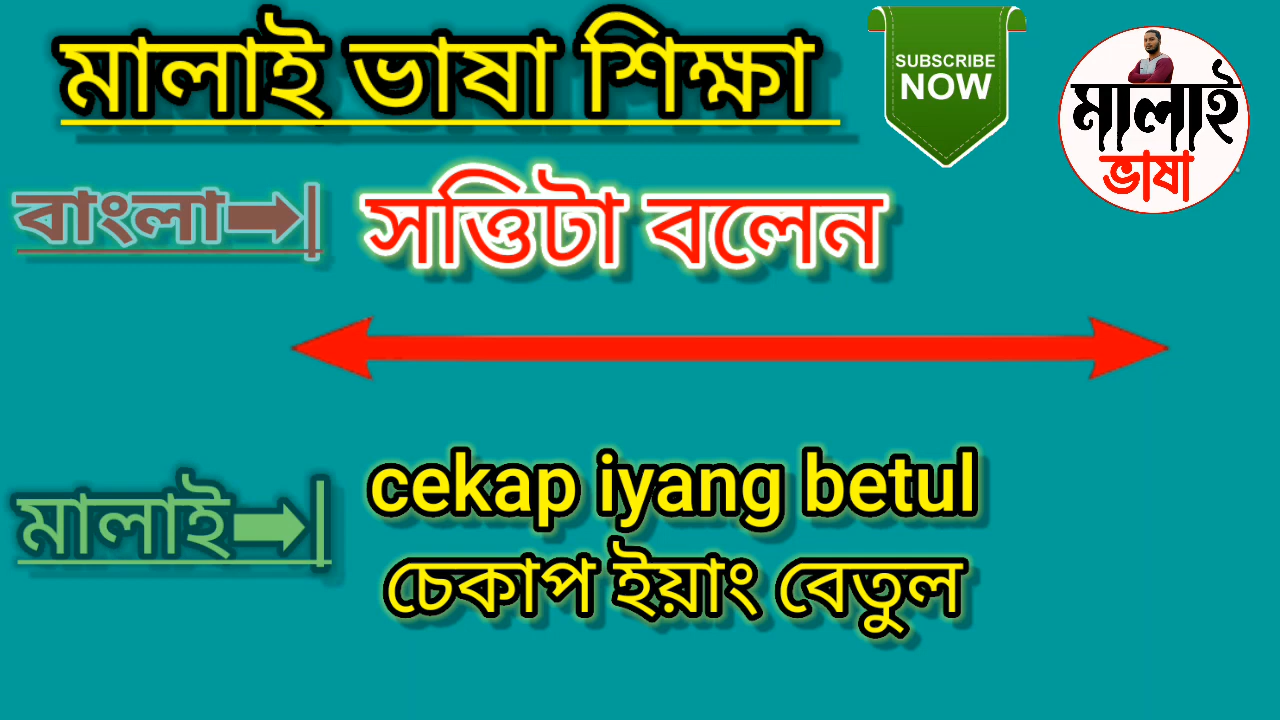 মালাই ভাষা শিক্ষা
SUBSCRIBE
NOW
মালাই
ভাষা
বাংলা➡| সত্তিটা বলেন
মালাই➡| cekap iyang betul
চেকাপ ইয়াং বেতুল